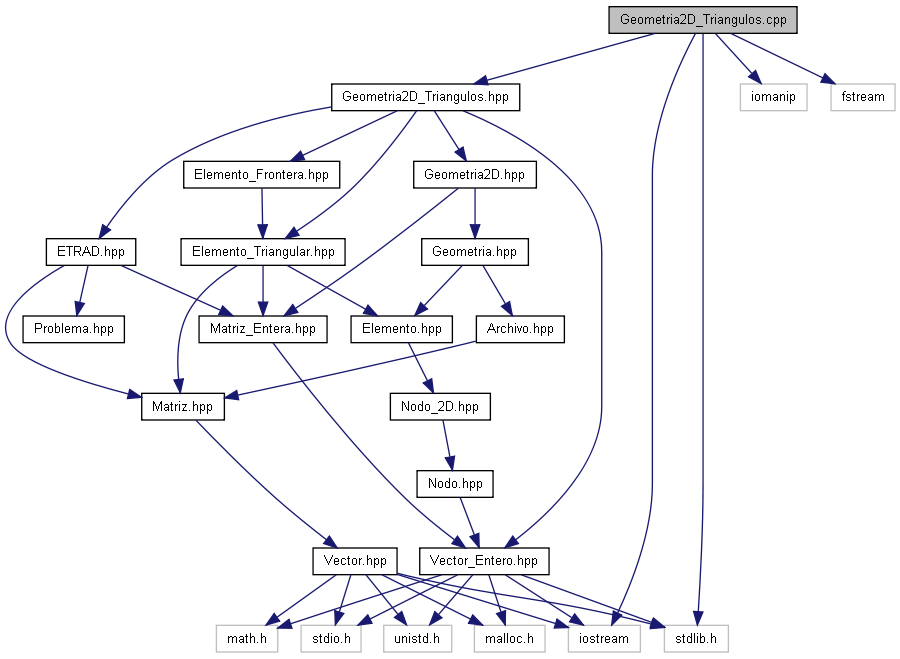 Geometria2D_Triangulos.cpp
Geometria2D_Triangulos.hpp
iomanip
fstream
Elemento_Frontera.hpp
Geometria2D.hpp
ETRAD.hpp
Elemento_Triangular.hpp
Geometria.hpp
Problema.hpp
Matriz_Entera.hpp
Elemento.hpp
Archivo.hpp
Matriz.hpp
Nodo_2D.hpp
Nodo.hpp
Vector.hpp
Vector_Entero.hpp
math.h
stdio.h
unistd.h
malloc.h
iostream
stdlib.h